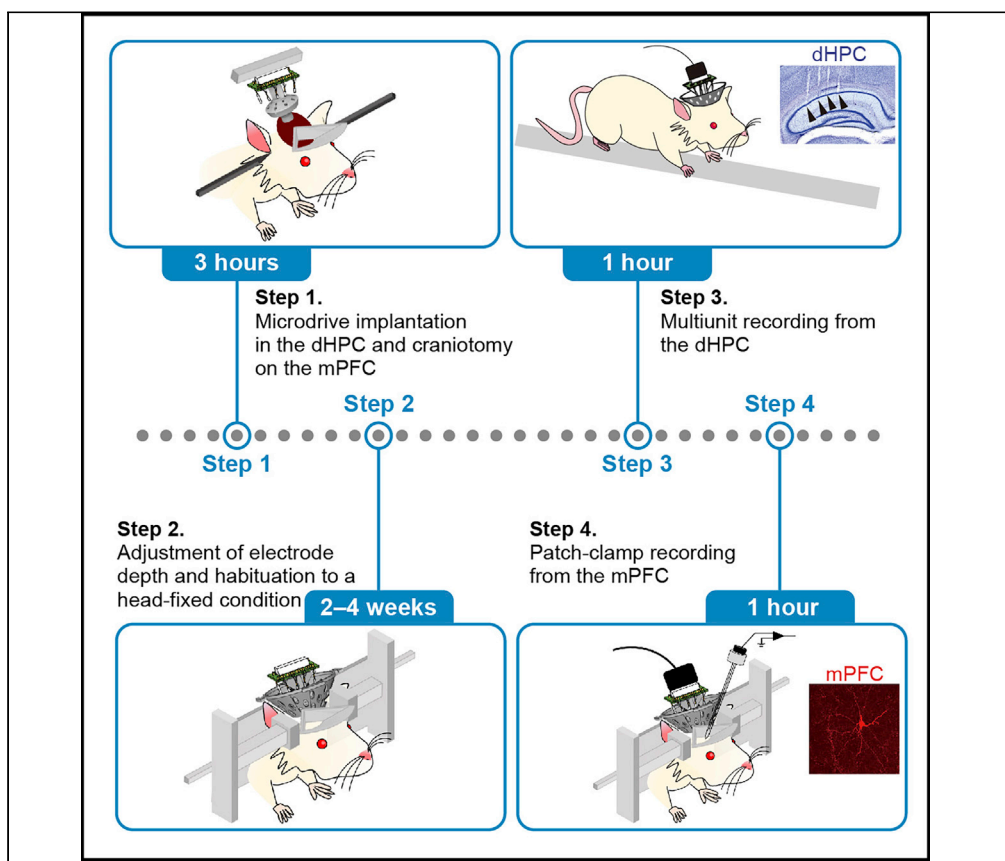 dHPC
3 hours
1 hour
Step 1.
Microdrive implantation
in the dHPC and craniotomy
on the mPFC
Step 3.
Multiunit recording from
the dHPC
Step 2
Step 4
Step 1
Step 3
Step 2.
Adjustment of electrode
depth and habituation to a
head-fixed condition
2–4 weeks
Step 4.
Patch-clamp recording
from the mPFC
1 hour
mPFC